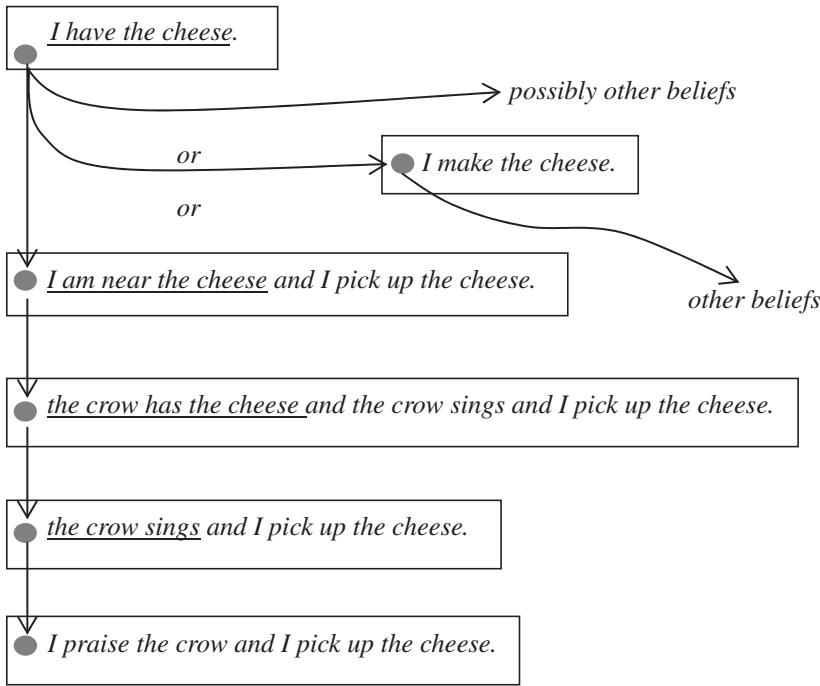 I have the cheese.
possibly other beliefs
or
I make the cheese.
or
I am near the cheese and I pick up the cheese.
other beliefs
the crow has the cheese and the crow sings and I pick up the cheese.
the crow sings and I pick up the cheese.
I praise the crow and I pick up the cheese.